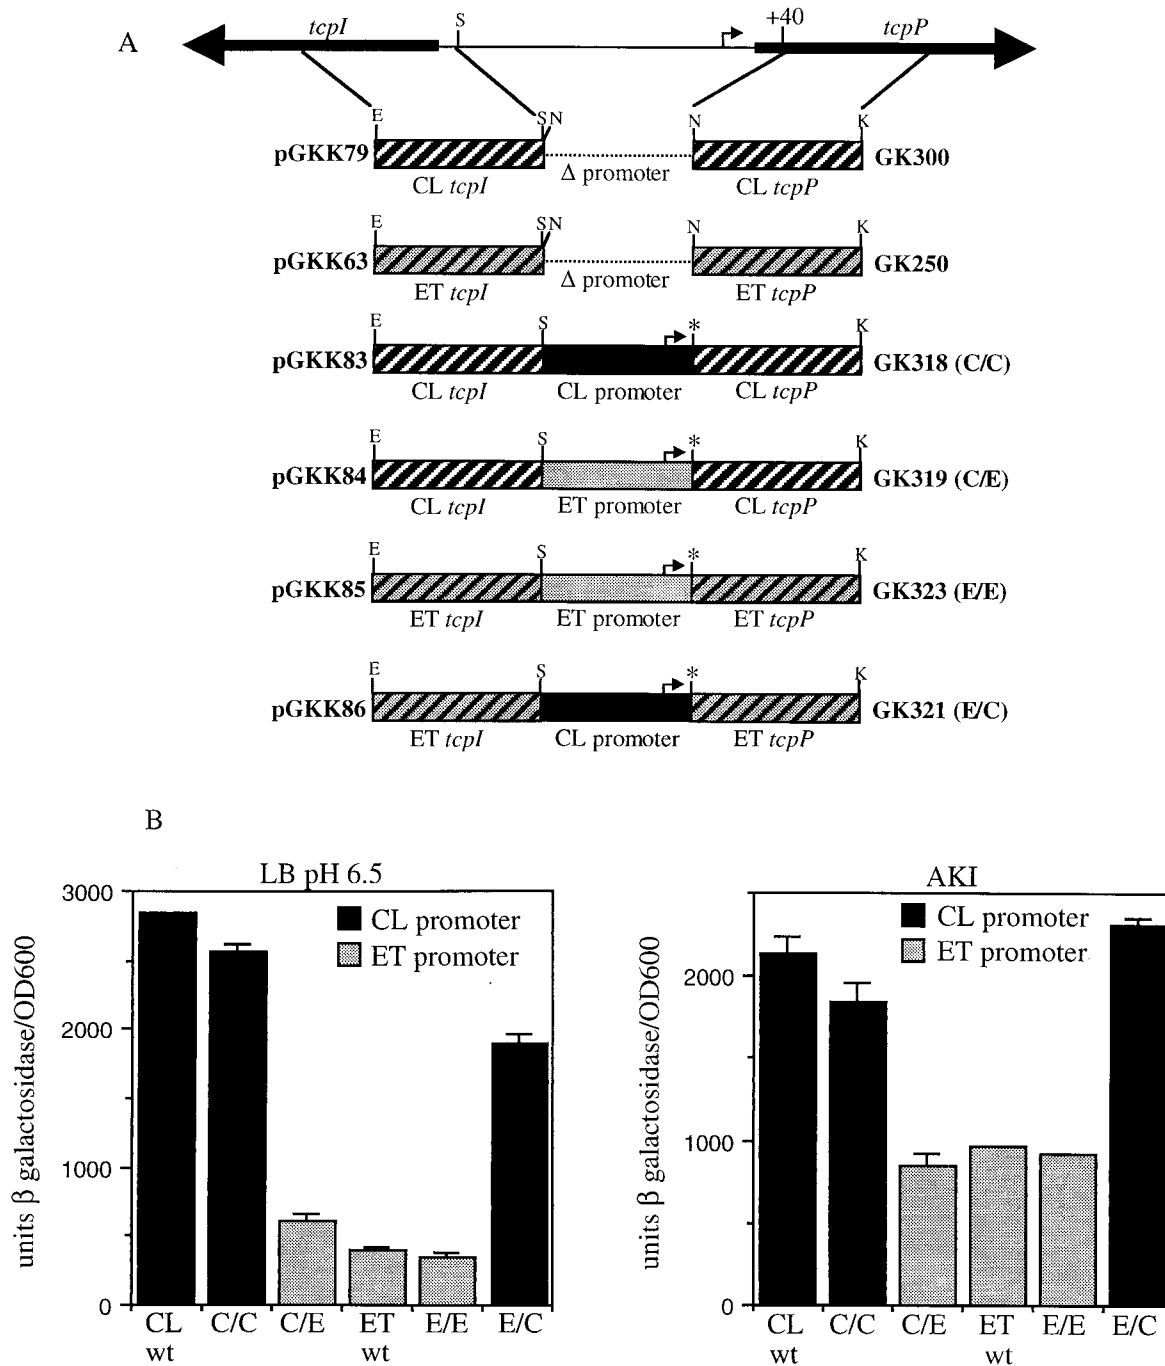 A
tcpI
S
+40
tcpP
E
S N
N
K
pGKK79
GK300
CL tcpI
Δ promoter
CL tcpP
E
S N
N
K
pGKK63
GK250
ET tcpI
Δ promoter
ET tcpP
E
S
*
K
pGKK83
GK318 (C/C)
CL tcpI
CL promoter
CL tcpP
E
S
*
K
pGKK84
GK319 (C/E)
CL tcpI
ET promoter
CL tcpP
E
S
*
K
pGKK85
GK323 (E/E)
ET tcpI
ET promoter
ET tcpP
E
S
*
K
pGKK86
GK321 (E/C)
ET tcpI
CL promoter
ET tcpP
B
LB pH 6.5
units β galactosidase/OD600
3000
2000
1000
0
CL promoter
ET promoter
CL wt
C/C
C/E
ET wt
E/E
E/C
AKI
units β galactosidase/OD600
2000
1000
0
CL promoter
ET promoter
CL wt
C/C
C/E
ET wt
E/E
E/C